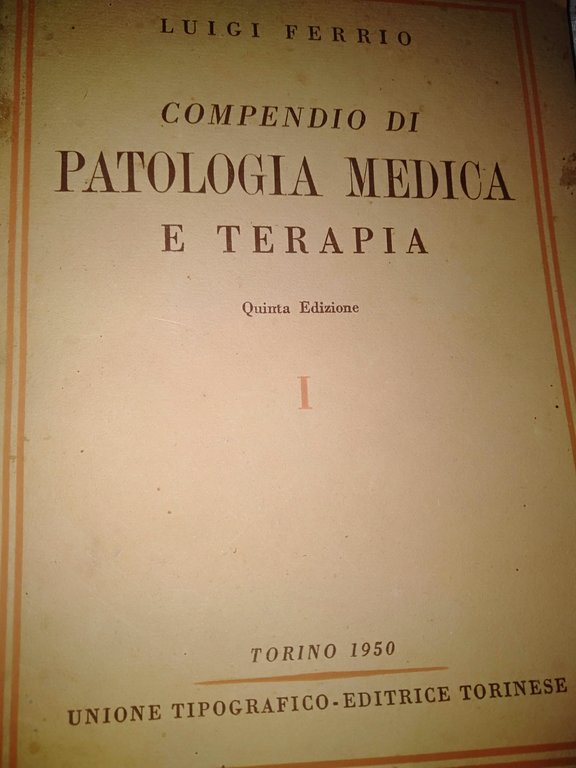 LUIGI FERRIO
COMPENDIO DI
PATOLOGIA MEDICA
E TERAPIA
Quinta Edizione
I
TORINO 1950
UNIONE TIPOGRAFICO-EDITRICE TORINESE